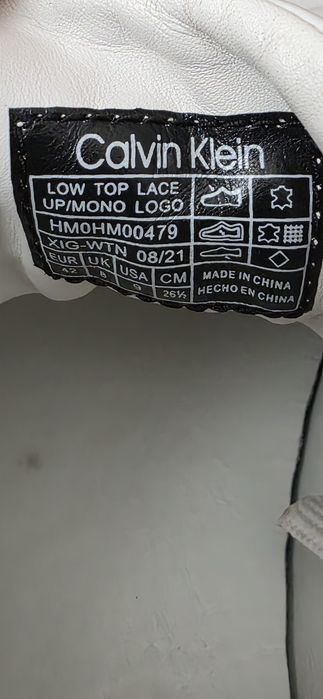 Calvin Klein
LOW TOP LACE
UP/MONO LOGO
HM0HM00479
XIG-WTN 08/21
EUR UK USA CM
42 8 9 26½
MADE IN CHINA
HECHO EN CHINA